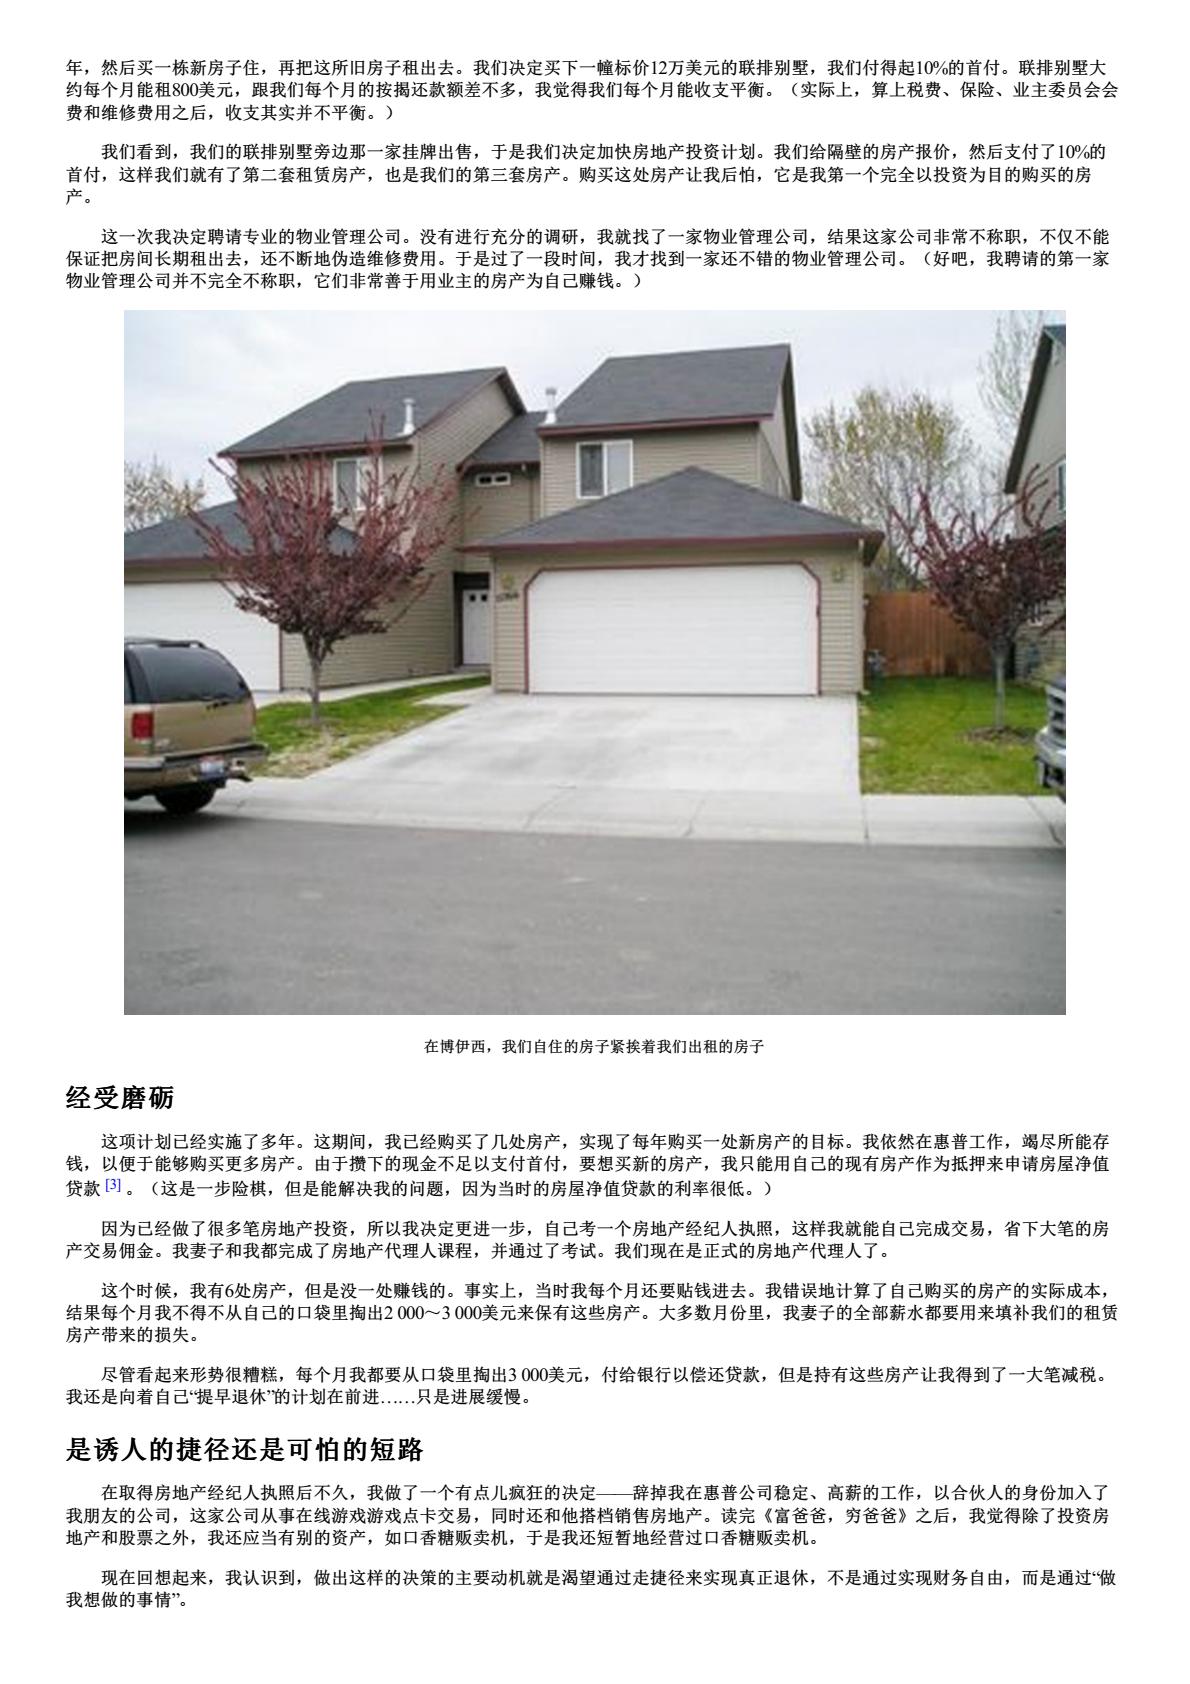 年，然后买一栋新房子住，再把这所旧房子租出去。我们决定买下一幢标价12万美元的联排别墅，我们付得起10%的首付。联排别墅大
约每个月能租800美元，跟我们每个月的按揭还款额差不多，我觉得我们每个月能收支平衡。（实际上，算上税费、保险、业主委员会会
费和维修费用之后，收支其实并不平衡。）
我们看到，我们的联排别墅旁边那一家挂牌出售，于是我们决定加快房地产投资计划。我们给隔壁的房产报价，然后支付了10%的
首付，这样我们就有了第二套租赁房产，也是我们的第三套房产。购买这处房产让我后怕，它是我第一个完全以投资为目的购买的房
产。
这一次我决定聘请专业的物业管理公司。没有进行充分的调研，我就找了一家物业管理公司，结果这家公司非常不称职，不仅不能
保证把房间长期租出去，还不断地伪造维修费用。于是过了一段时间，我才找到一家还不错的物业管理公司。（好吧，我聘请的第一家
物业管理公司并不完全不称职，它们非常善于用业主的房产为自己赚钱。）
在博伊西，我们自住的房子紧挨着我们出租的房子
经受磨砺
这项计划已经实施了多年。这期间，我已经购买了几处房产，实现了每年购买一处新房产的目标。我依然在惠普工作，竭尽所能存
钱，以便于能够购买更多房产。由于攒下的现金不足以支付首付，要想买新的房产，我只能用自己的现有房产作为抵押来申请房屋净值
贷款 [3] 。（这是一步险棋，但是能解决我的问题，因为当时的房屋净值贷款的利率很低。）
因为已经做了很多笔房地产投资，所以我决定更进一步，自己考一个房地产经纪人执照，这样我就能自己完成交易，省下大笔的房
产交易佣金。我妻子和我都完成了房地产代理人课程，并通过了考试。我们现在是正式的房地产代理人了。
这个时候，我有6处房产，但是没一处赚钱的。事实上，当时我每个月还要贴钱进去。我错误地计算了自己购买的房产的实际成本，
结果每个月我不得不从自己的口袋里掏出2 000～3 000美元来保有这些房产。大多数月份里，我妻子的全部薪水都要用来填补我们的租赁
房产带来的损失。
尽管看起来形势很糟糕，每个月我都要从口袋里掏出3 000美元，付给银行以偿还贷款，但是持有这些房产让我得到了一大笔减税。
我还是向着自己“提早退休”的计划在前进……只是进展缓慢。
是诱人的捷径还是可怕的短路
在取得房地产经纪人执照后不久，我做了一个有点儿疯狂的决定——辞掉我在惠普公司稳定、高薪的工作，以合伙人的身份加入了
我朋友的公司，这家公司从事在线游戏游戏点卡交易，同时还和他搭档销售房地产。读完《富爸爸，穷爸爸》之后，我觉得除了投资房
地产和股票之外，我还应当有别的资产，如口香糖贩卖机，于是我还短暂地经营过口香糖贩卖机。
现在回想起来，我认识到，做出这样的决策的主要动机就是渴望通过走捷径来实现真正退休，不是通过实现财务自由，而是通过“做
我想做的事情”。